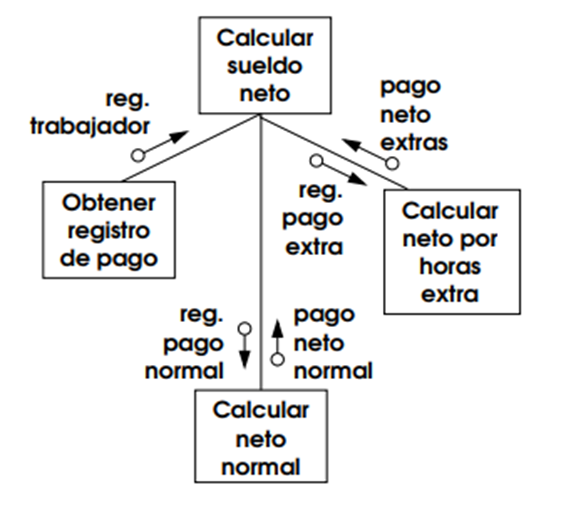 Calcular
sueldo
neto
reg.
trabajador
pago
neto
extras
Obtener
registro
de pago
reg.
pago
extra
Calcular
neto por
horas
extra
reg.
pago
normal
pago
neto
normal
Calcular
neto
normal